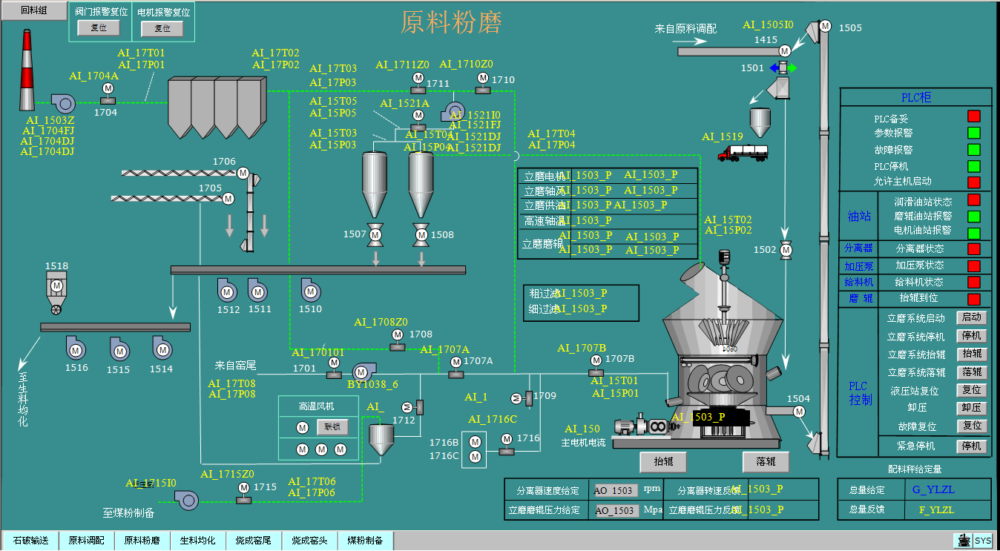 回料组
阀门报警复位
电机报警复位
复位
复位
原料粉磨
来自原料调配
AI_1505I0
1415
1505
1501
AI_17T01
AI_17P01
AI_17T02
AI_17P02
AI_1704A
1704
AI_17T03
AI_17P03
AI_1711Z0
1711
AI_1710Z0
1710
AI_15T05
AI_15P05
AI_1521A
AI_1503Z
AI_1704FJ
AI_1704DJ
AI_1704DJ
AI_15T03
AI_15P03
AI_15T04
AI_15P04
AI_1521I0
AI_1521FJ
AI_1521DJ
AI_1521DJ
AI_17T04
AI_17P04
AI_1519
1706
1705
1507
1508
立磨电机
AI_1503_P
AI_1503_P
立磨轴瓦
AI_1503_P
AI_1503_P
立磨供油
AI_1503_P
AI_1503_P
高速轴温
AI_1503_P
立磨磨辊
AI_1503_P
AI_1503_P
AI_1503_P
AI_1503_P
AI_15T02
AI_15P02
1502
粗过滤
AI_1503_P
细过滤
AI_1503_P
1518
1512
1511
1510
1516
1515
1514
至生料均化
AI_1708Z0
1708
AI_170101
1701
来自窑尾
AI_17T08
AI_17P08
BY1038_6
AI_1707A
1707A
AI_1707B
1707B
AI_15T01
AI_15P01
高温风机
联锁
AI_
1712
AI_1
1709
AI_1716C
1716B
1716C
1716
AI_150
主电机电流
AI_1503_P
1504
抬辊
落辊
AI_1715Z0
1715
AI_1715I0
AI_17T06
AI_17P06
至煤粉制备
分离器速度给定
AO_1503
rpm
分离器转速反馈
AI_1503_P
立磨磨辊压力给定
AO_1503
Mpa
立磨磨辊压力反馈
AI_1503_P
PLC柜
PLC备妥
参数报警
故障报警
PLC停机
允许主机启动
油站
润滑油站状态
磨辊油站报警
电机油站报警
分离器
分离器状态
加压泵
加压泵状态
给料机
给料机状态
磨 辊
抬辊到位
PLC
控制
立磨系统启动
启动
立磨系统停机
停机
立磨系统抬辊
抬辊
立磨系统落辊
落辊
液压站复位
复位
卸压
卸压
故障复位
复位
紧急停机
停机
配料秤给定量
总量给定
G_YLZL
总量反馈
F_YLZL
石破输送
原料调配
原料粉磨
生料均化
烧成窑尾
烧成窑头
煤粉制备
SYS